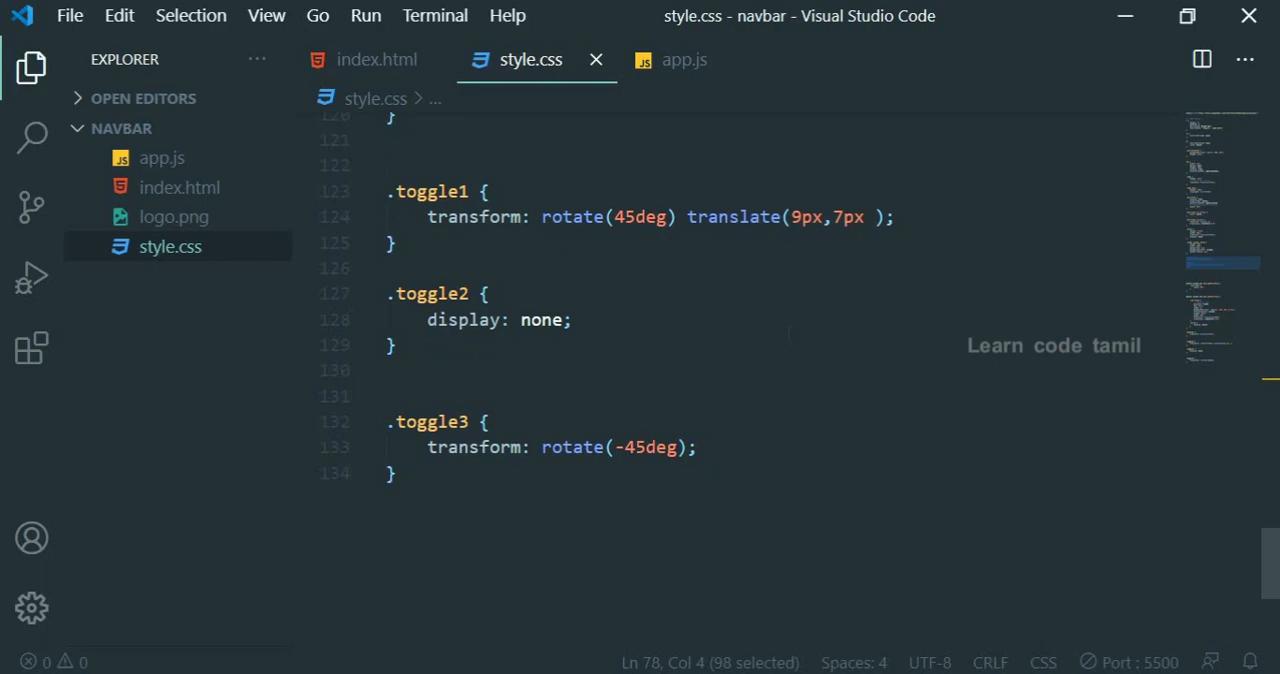 File Edit Selection View Go Run Terminal Help style.css - navbar - Visual Studio Code
EXPLORER ··· index.html style.css × JS app.js ···
OPEN EDITORS
style.css > ...
NAVBAR
JS app.js
index.html
logo.png
style.css
120 }
121
122
123 .toggle1 {
124 transform: rotate(45deg) translate(9px,7px );
125 }
126
127 .toggle2 {
128 display: none;
129 }
130
131
132 .toggle3 {
133 transform: rotate(-45deg);
134 }
Learn code tamil
0 0 Ln 78, Col 4 (98 selected) Spaces: 4 UTF-8 CRLF CSS Port : 5500